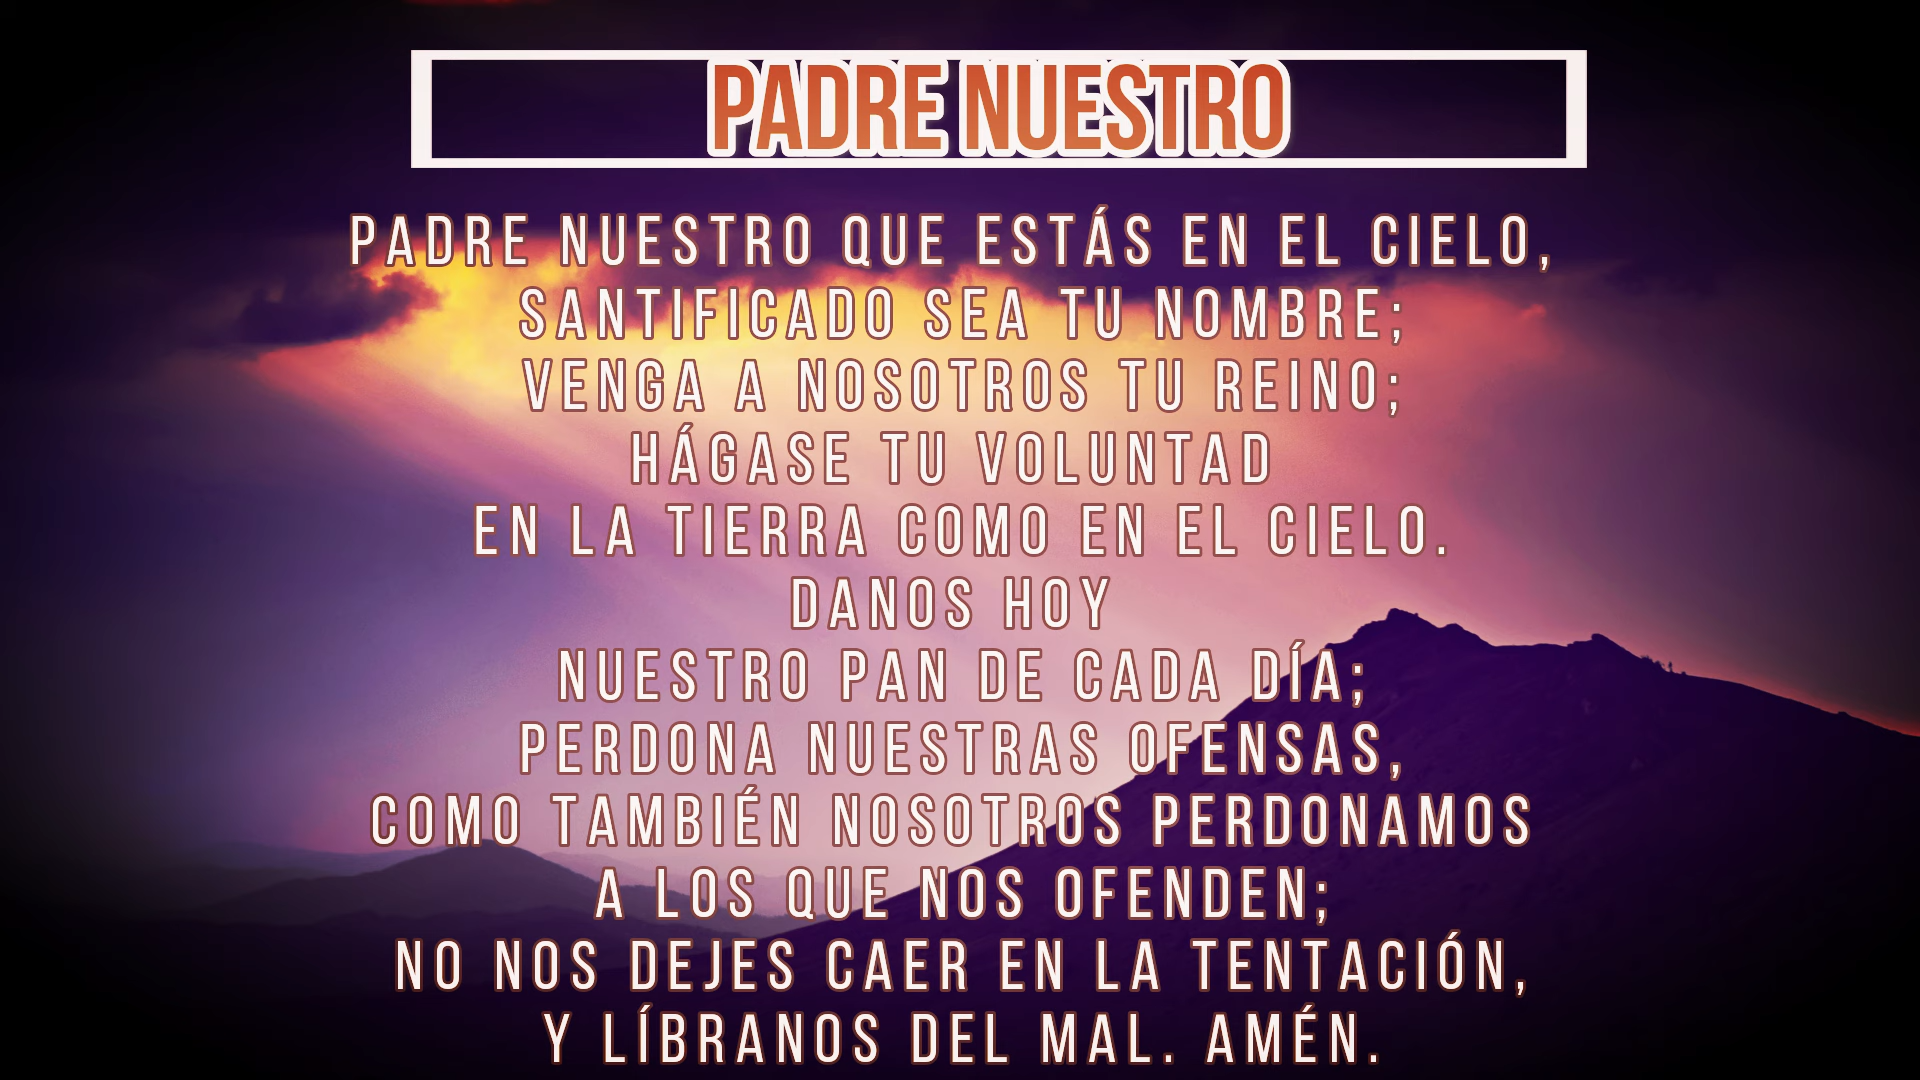 PADRE NUESTRO
PADRE NUESTRO QUE ESTÁS EN EL CIELO,
SANTIFICADO SEA TU NOMBRE;
VENGA A NOSOTROS TU REINO;
HÁGASE TU VOLUNTAD
EN LA TIERRA COMO EN EL CIELO.
DANOS HOY
NUESTRO PAN DE CADA DÍA;
PERDONA NUESTRAS OFENSAS,
COMO TAMBIÉN NOSOTROS PERDONAMOS
A LOS QUE NOS OFENDEN;
NO NOS DEJES CAER EN LA TENTACIÓN,
Y LÍBRANOS DEL MAL. AMÉN.